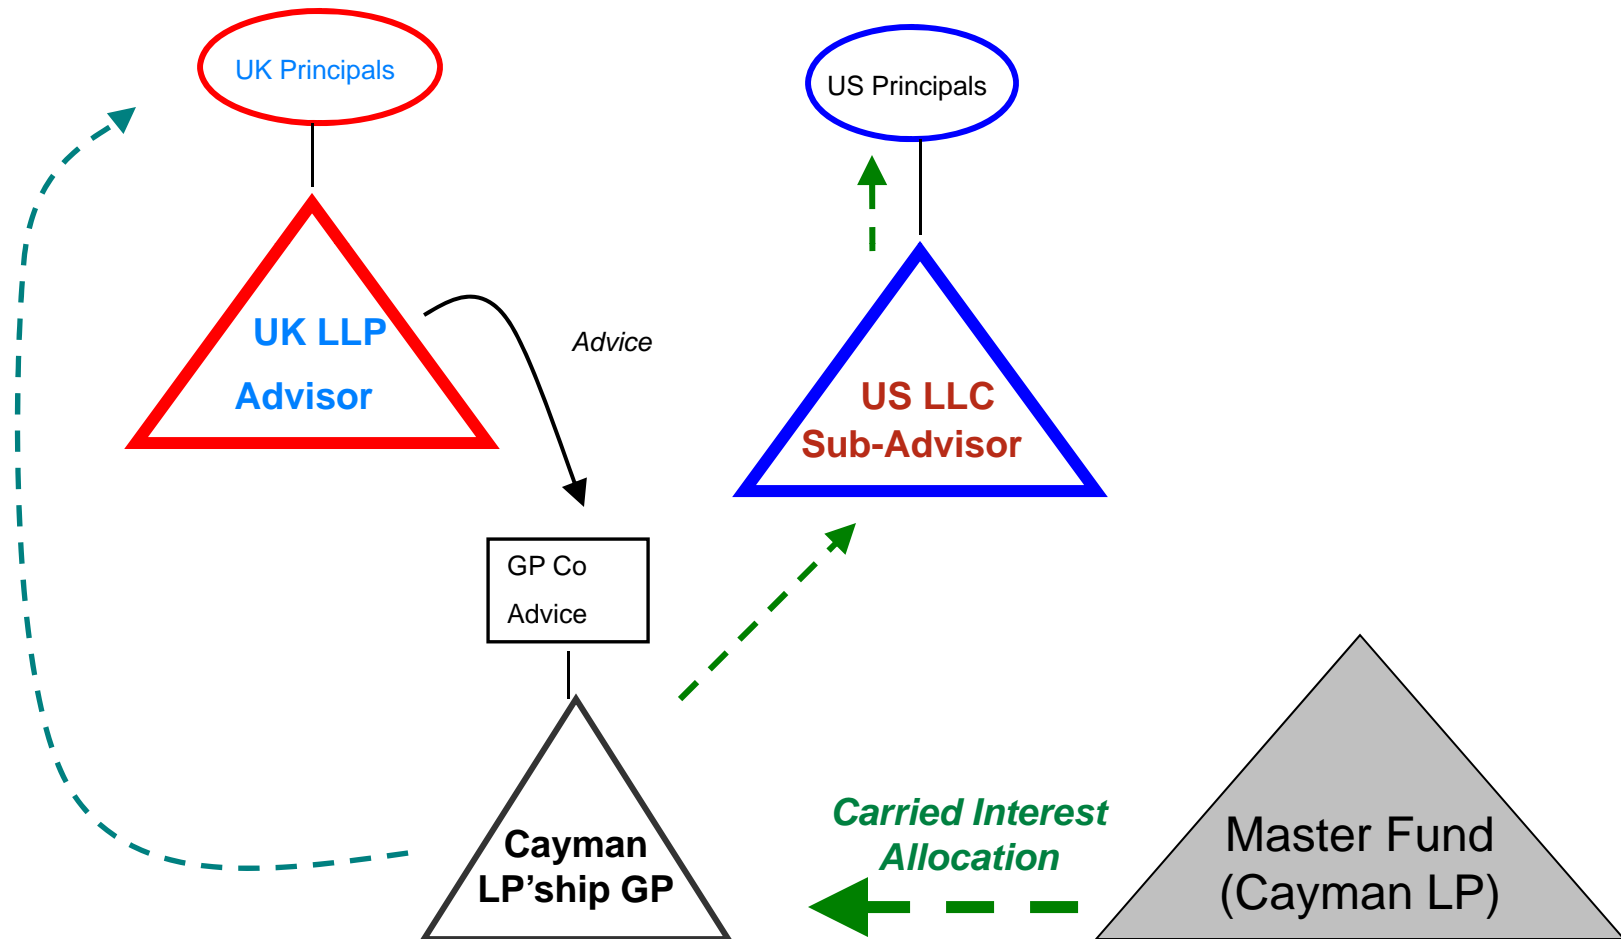 UK Principals
US Principals
UK LLP
Advisor
Advice
US LLC
Sub-Advisor
GP Co
Advice
Carried Interest
Allocation
Cayman
LP’ship GP
Master Fund
(Cayman LP)